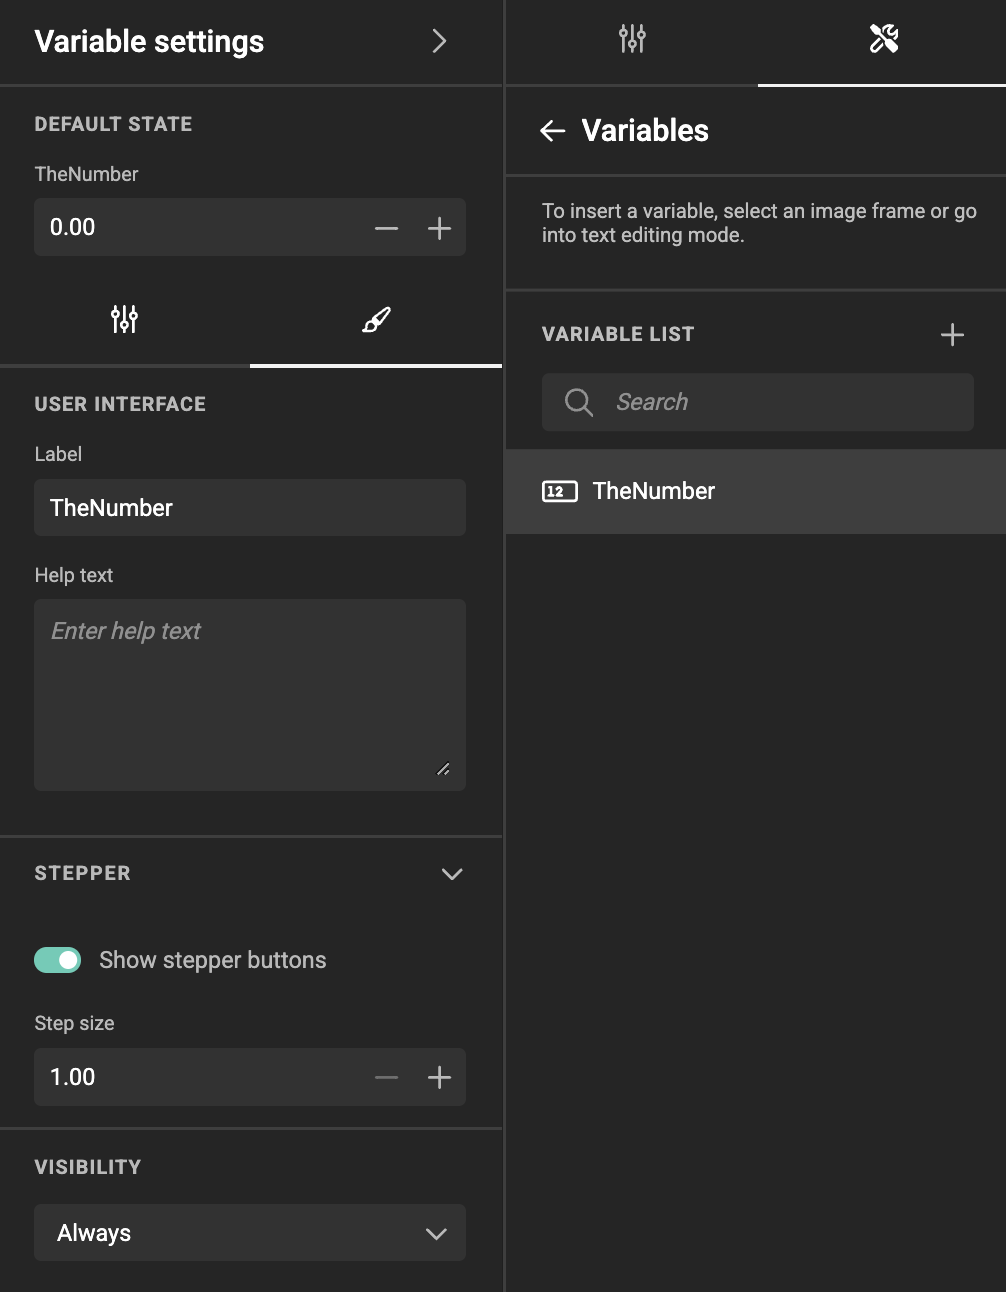 Variable settings
DEFAULT STATE
TheNumber
0.00
USER INTERFACE
Label
TheNumber
Help text
Enter help text
STEPPER
Show stepper buttons
Step size
1.00
VISIBILITY
Always
Variables
To insert a variable, select an image frame or go
into text editing mode.
VARIABLE LIST
Search
12 TheNumber